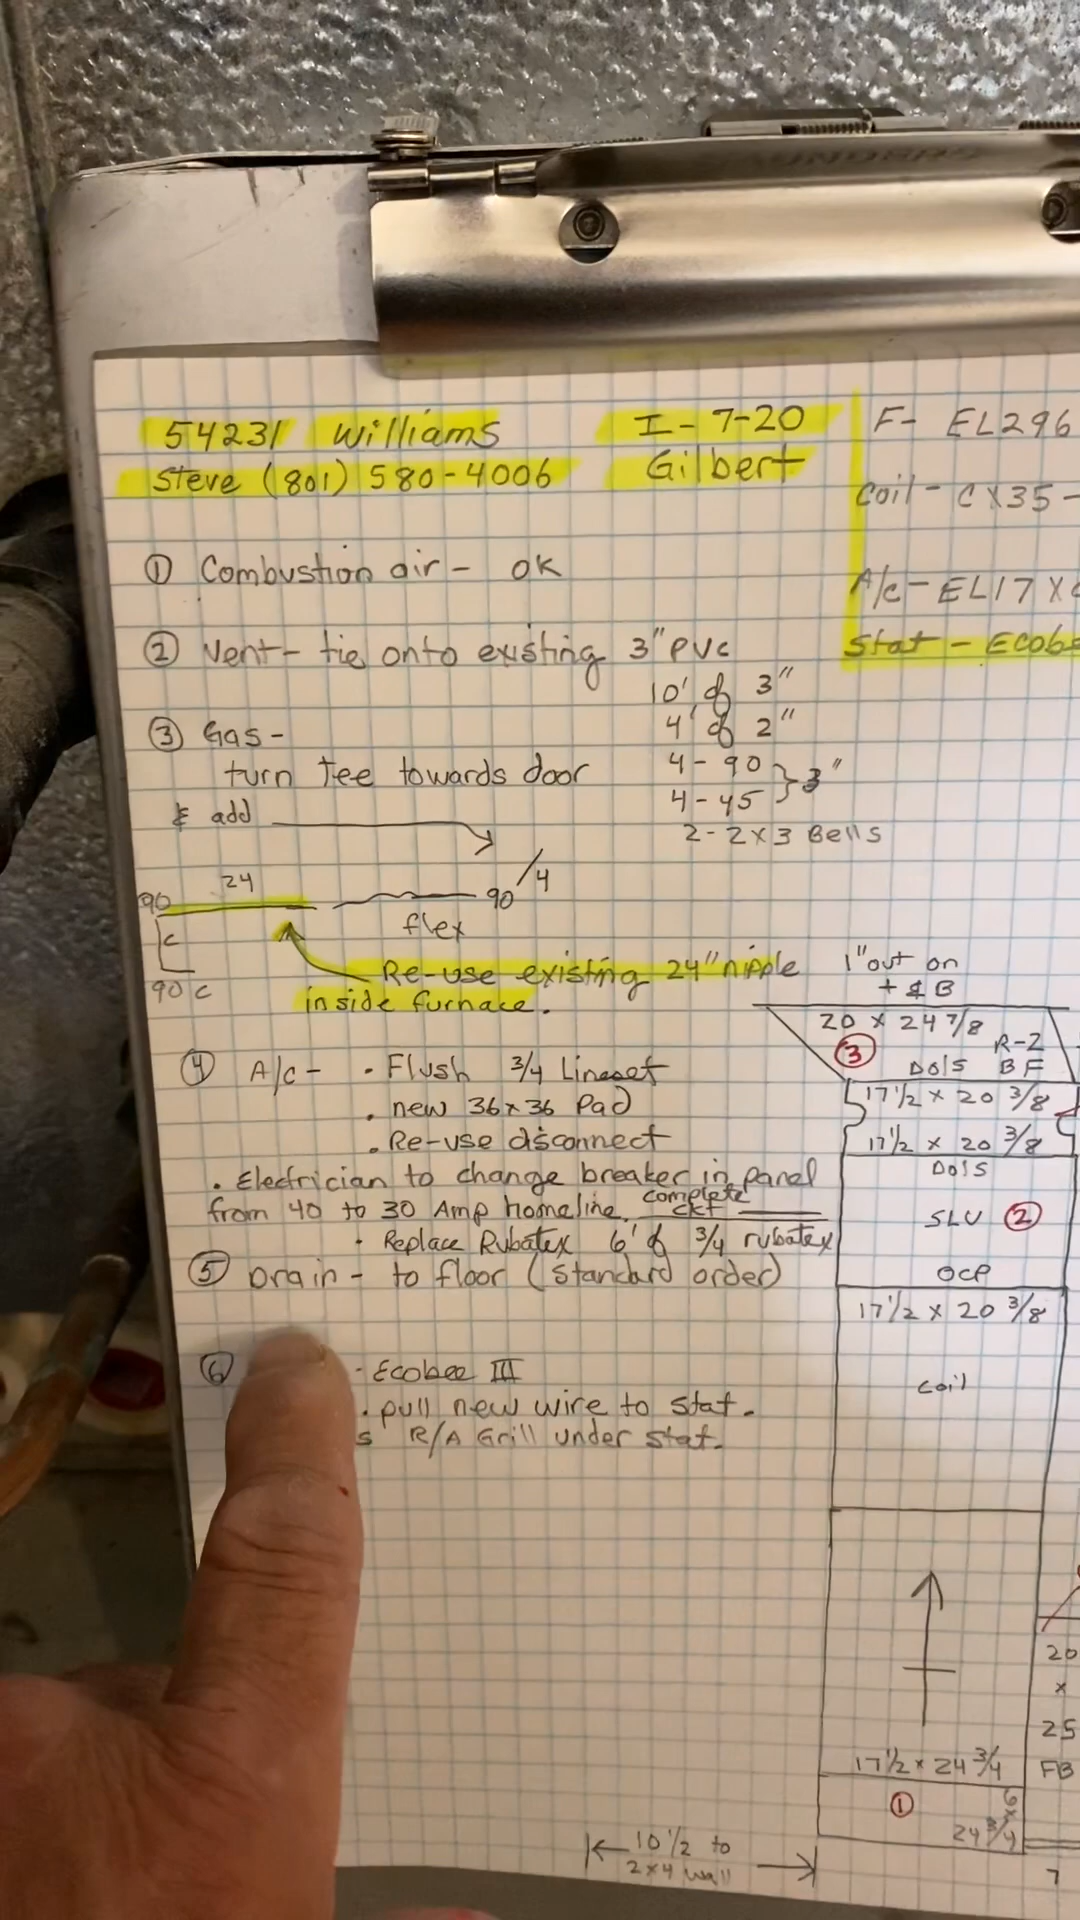 54231 Williams
Steve (801) 580-4006
I- 7-20
Gilbert
F- EL296
Coil - CX35 -
A/C - EL17 X
Stat - Ecobe
① Combustion air - OK
② Vent - tie onto existing 3" PVC
10' of 3"
4' of 2"
4 - 90
4 - 45 } 3"
2 - 2x3 Bells
③ Gas -
turn Tee towards door
& add
90 24 90 /4
flex
C
90 C
Re-use existing 24" nipple
inside furnace.
④ A/C - • Flush 3/4 Lineset
• new 36x36 Pad
• Re-use disconnect
• Electrician to change breaker in panel
from 40 to 30 Amp homeline. complete ckt
• Replace Rubatex 6' of 3/4 rubatex
⑤ Drain - to floor (standard order)
⑥ - Ecobee III
• pull new wire to stat.
s R/A Grill under stat.
1" out on
+ & B
20 x 24 7/8
③ R-2
DOIS BF
17 1/2 x 20 3/8
17 1/2 x 20 3/8
DOIS
SLV ②
OCP
17 1/2 x 20 3/8
coil
17 1/2 x 24 3/4
①
6 x
24 3/4
20
x
25
FB
10 1/2 to
2x4 wall
7